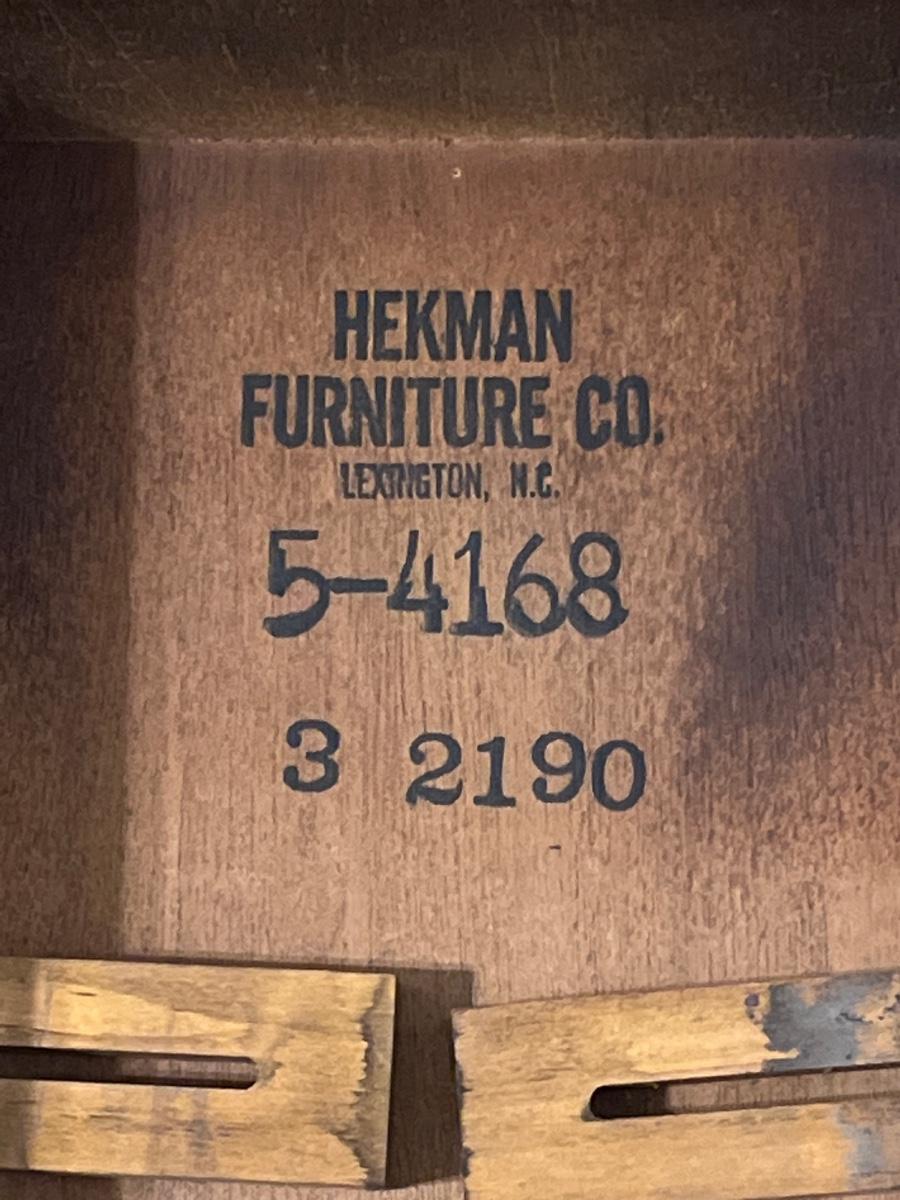 HEKMAN
FURNITURE CO.
LEXINGTON, N.C.
5-4168
3 2190